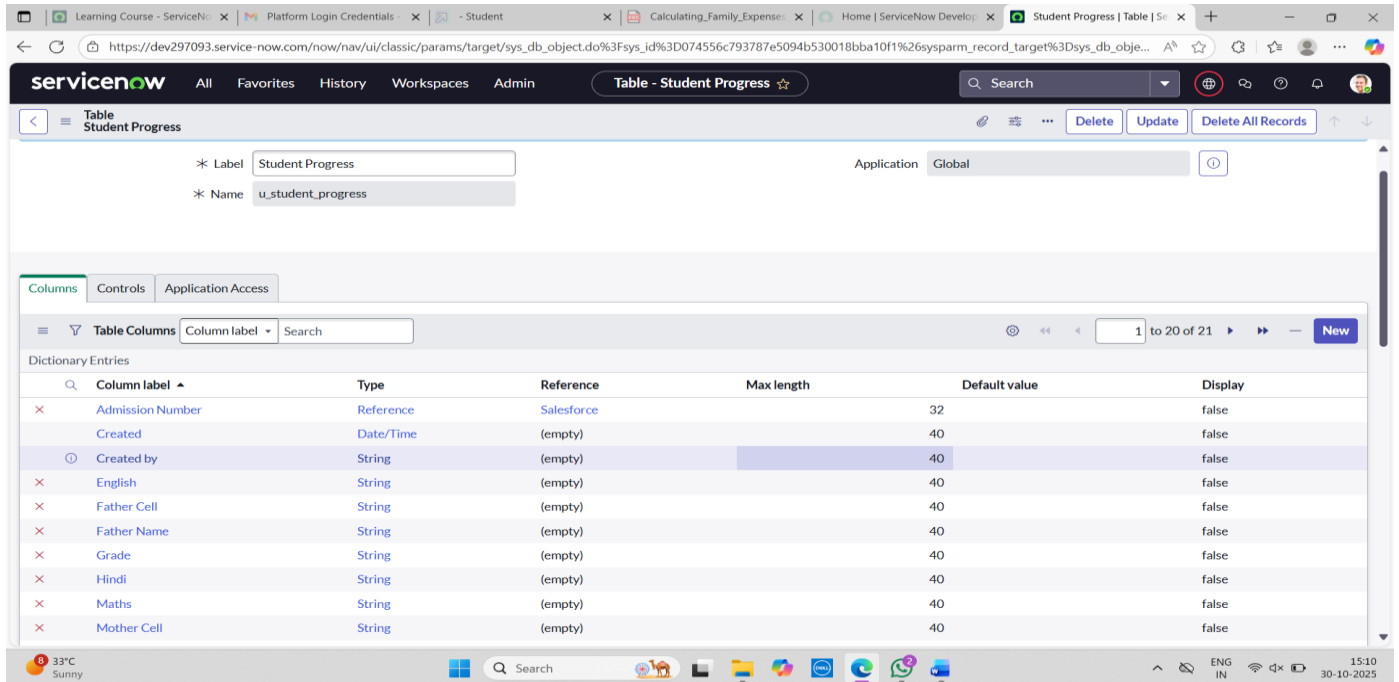 Learning Course - ServiceNo
Platform Login Credentials -
- Student
Calculating_Family_Expenses
Home | ServiceNow Develop
Student Progress | Table | Se
https://dev297093.service-now.com/now/nav/ui/classic/params/target/sys_db_object.do%3Fsys_id%3D074556c793787e5094b530018bba10f1%26sysparm_record_target%3Dsys_db_obje...
servicenow All Favorites History Workspaces Admin Table - Student Progress Search
Table
Student Progress
Delete Update Delete All Records
Label Student Progress Application Global
Name u_student_progress
Columns Controls Application Access
Table Columns Column label Search 1 to 20 of 21 New
Dictionary Entries
Column label Type Reference Max length Default value Display
Admission Number Reference Salesforce 32 false
Created Date/Time (empty) 40 false
Created by String (empty) 40 false
English String (empty) 40 false
Father Cell String (empty) 40 false
Father Name String (empty) 40 false
Grade String (empty) 40 false
Hindi String (empty) 40 false
Maths String (empty) 40 false
Mother Cell String (empty) 40 false
8 33°C
Sunny
Search
DELL
2
ENG
IN
15:10
30-10-2025